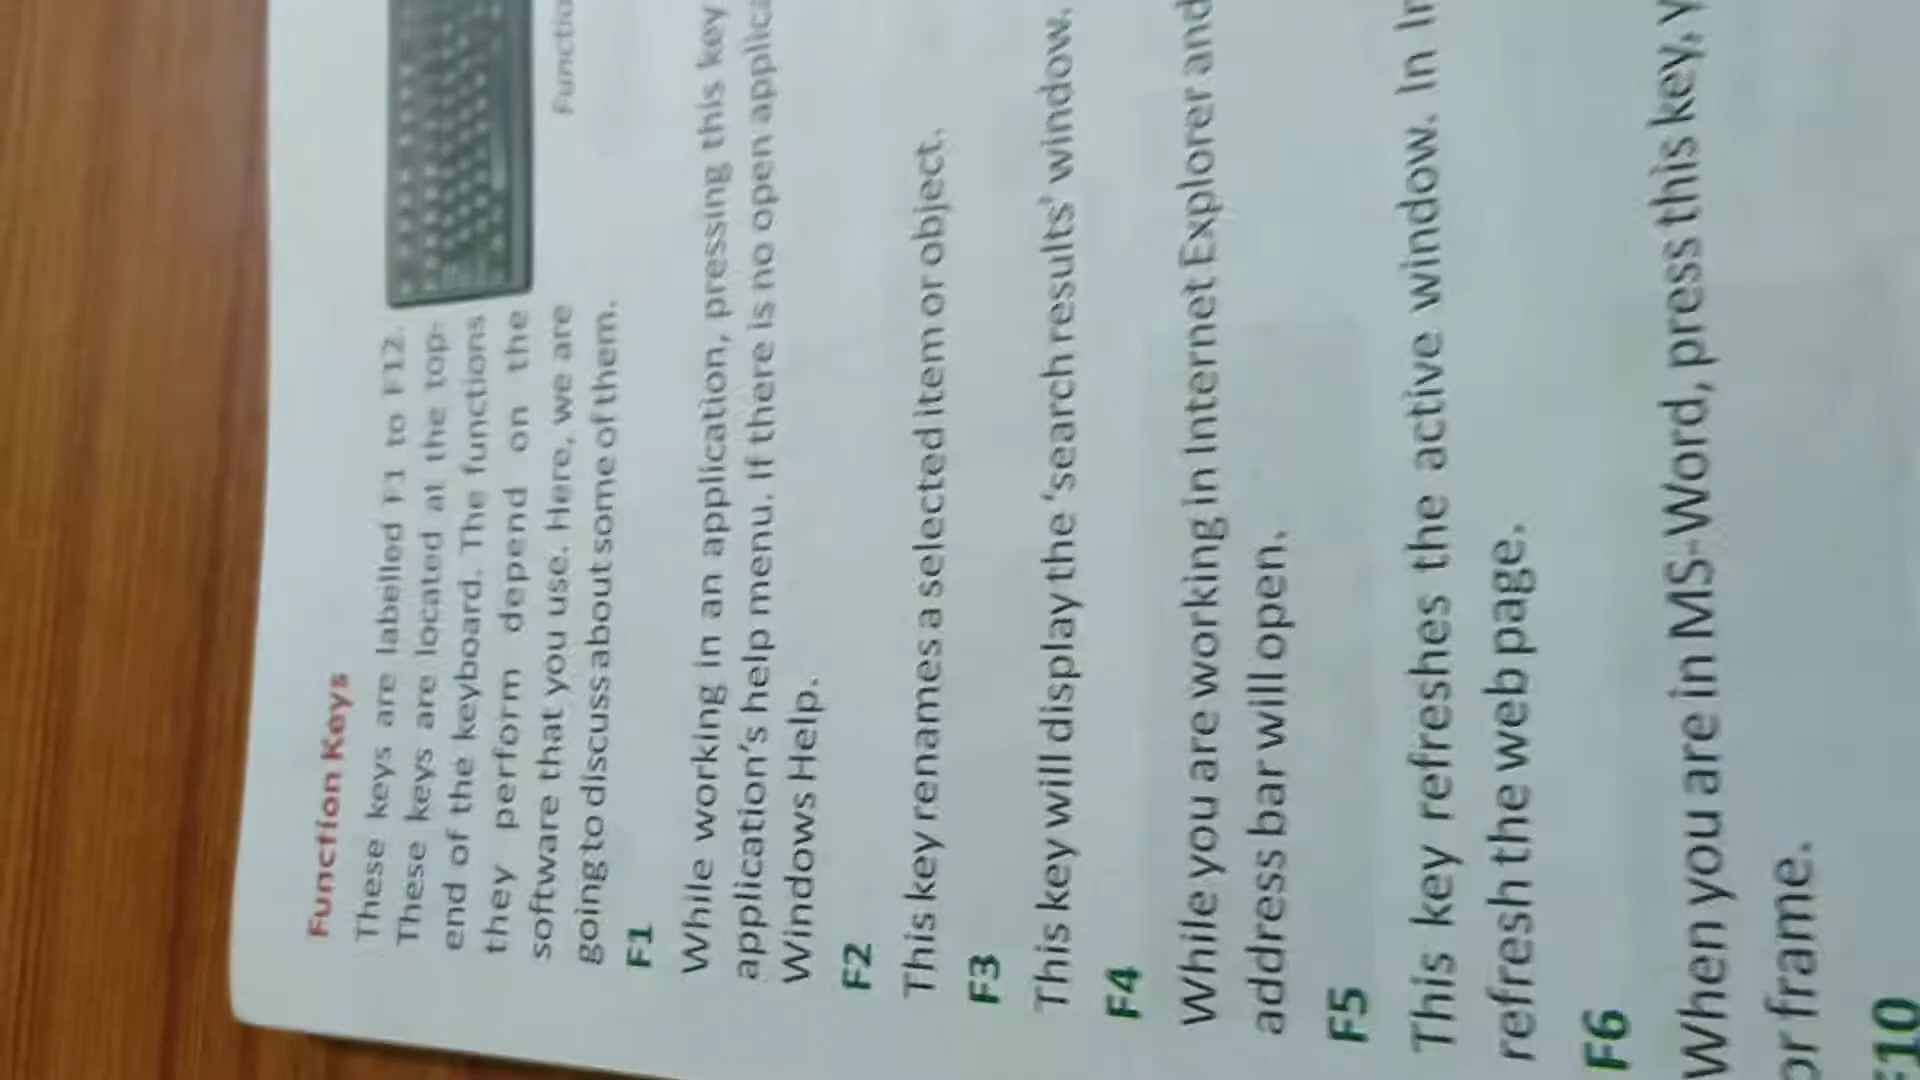 Function Keys
These keys are labelled F1 to F12.
These keys are located at the top-
end of the keyboard. The functions
they perform depend on the
software that you use. Here, we are
going to discuss about some of them.
F1
While working in an application, pressing this key
application's help menu. If there is no open
Windows Help.
F2
This key renames a selected item or object.
F3
This key will display the 'search results' window.
F4
While you are working in Internet Explorer and
address bar will open.
F5
This key refreshes the active window. In
refresh the web page.
F6
When you are in MS-Word, press this key,
or frame.
F10